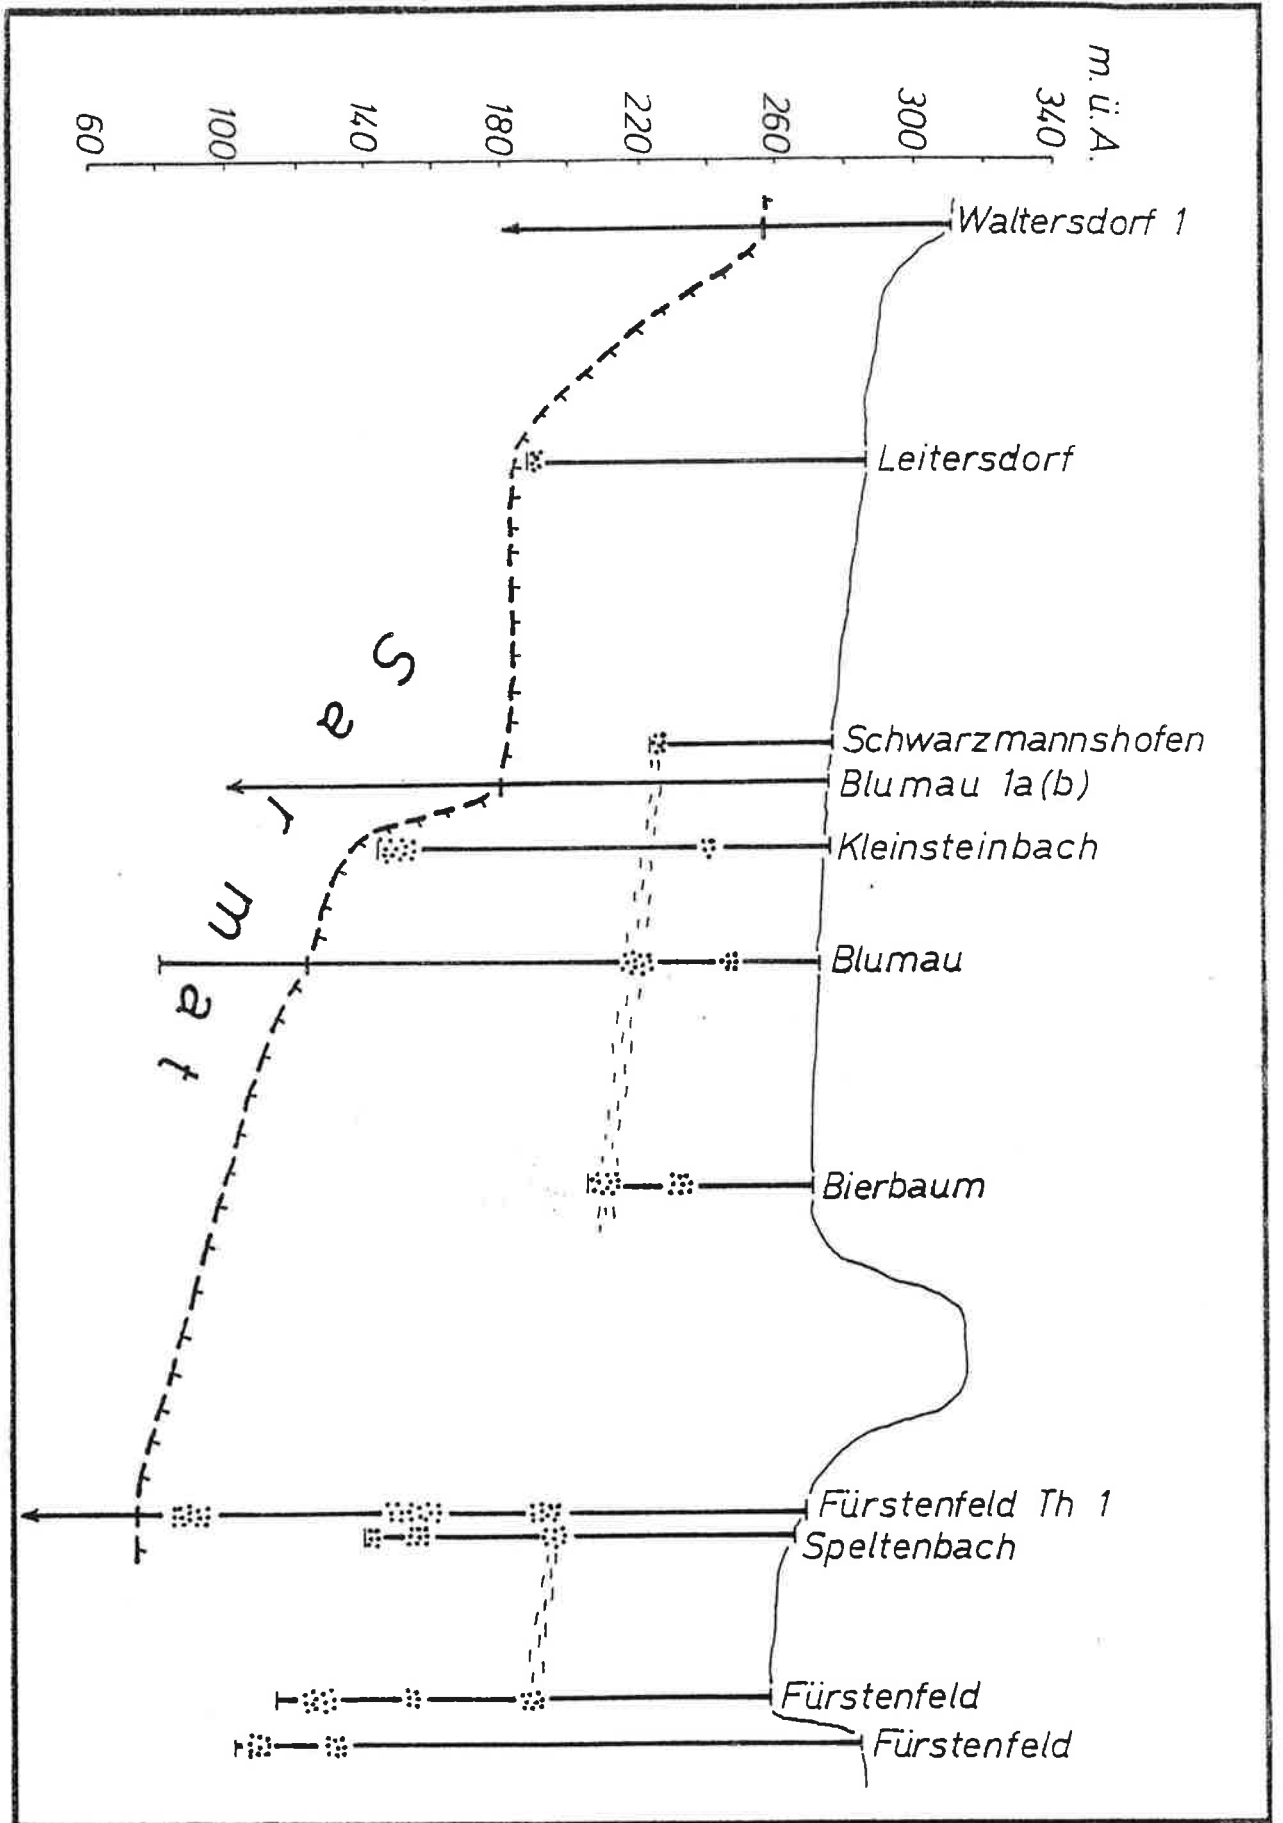 m.ü.A.
340
300
260
220
180
140
100
60
Waltersdorf 1
Leitersdorf
Schwarzmannshofen
Blumau 1a(b)
Kleinsteinbach
Blumau
Bierbaum
Fürstenfeld Th 1
Speltenbach
Fürstenfeld
Fürstenfeld
Sarmat